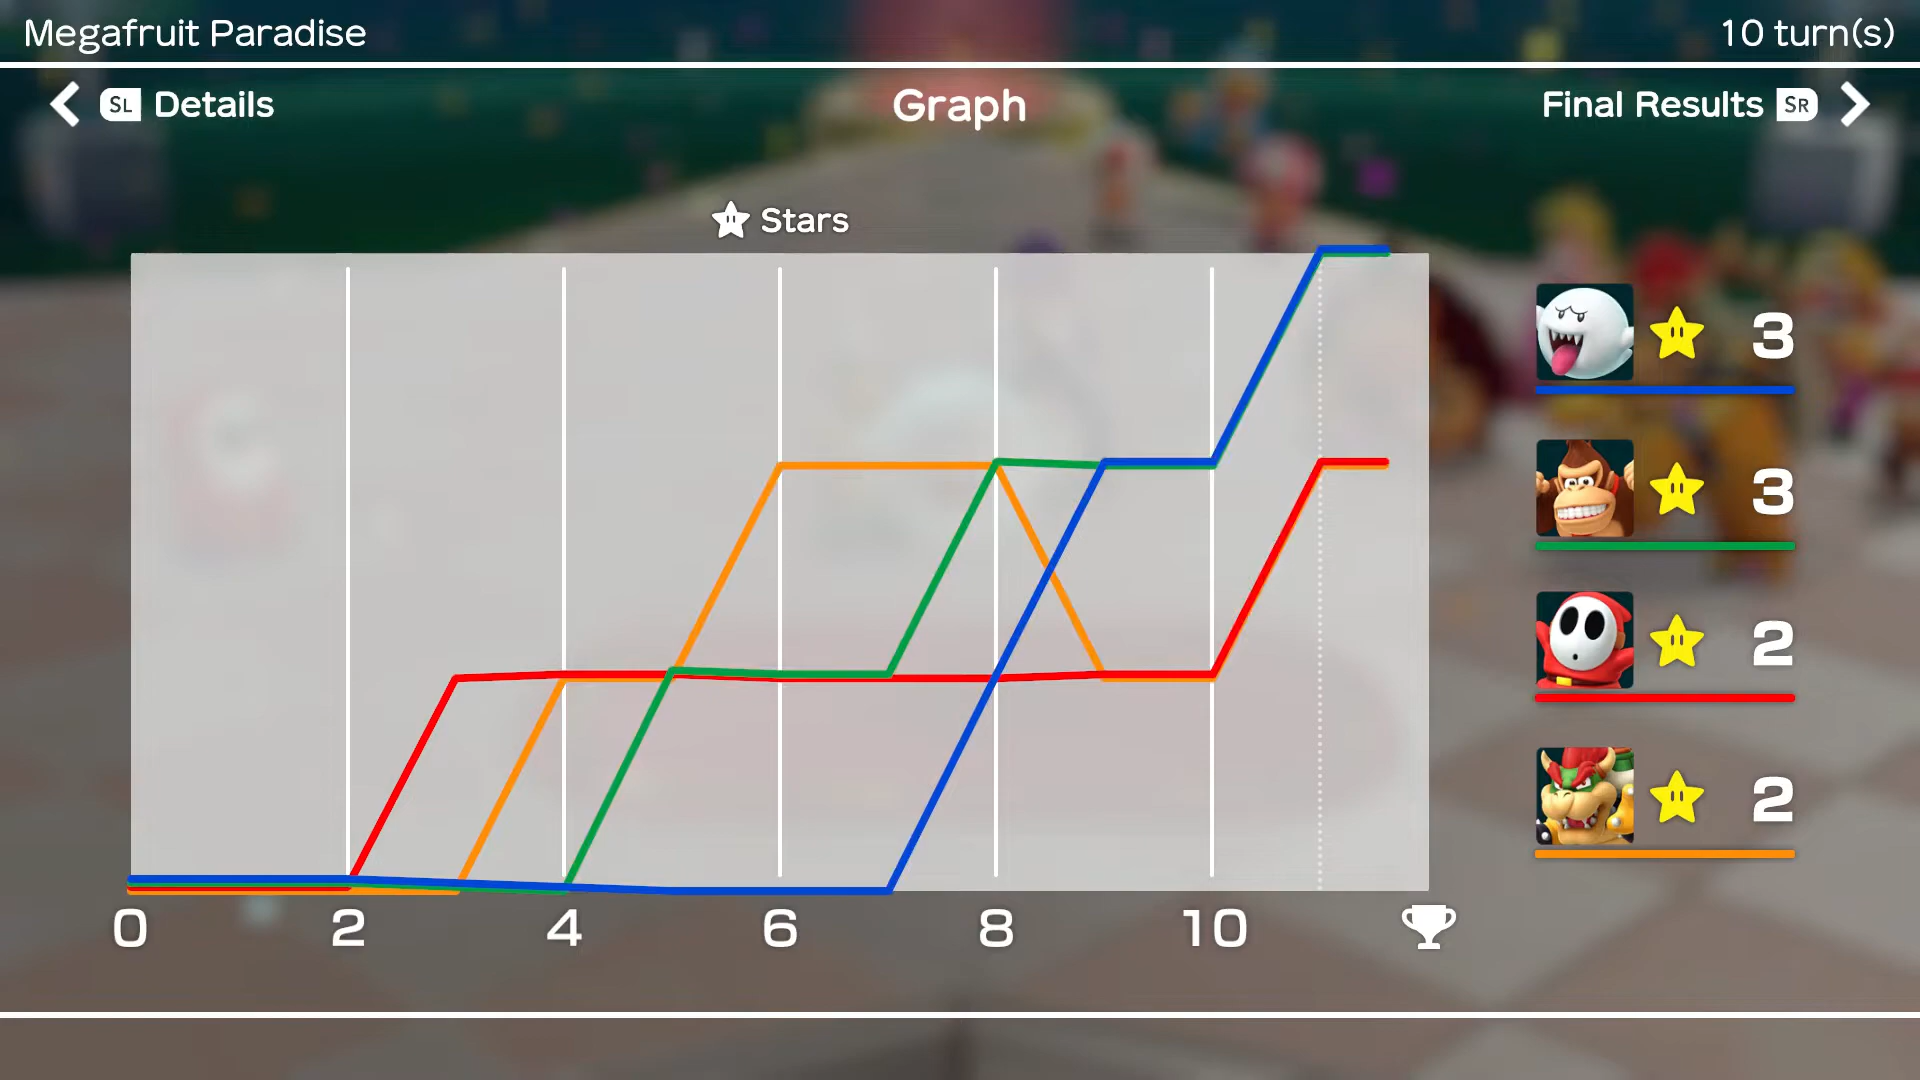 Megafruit Paradise
10 turn(s)
SL Details
Graph
Final Results SR
Stars
3
3
2
2
0 2 4 6 8 10